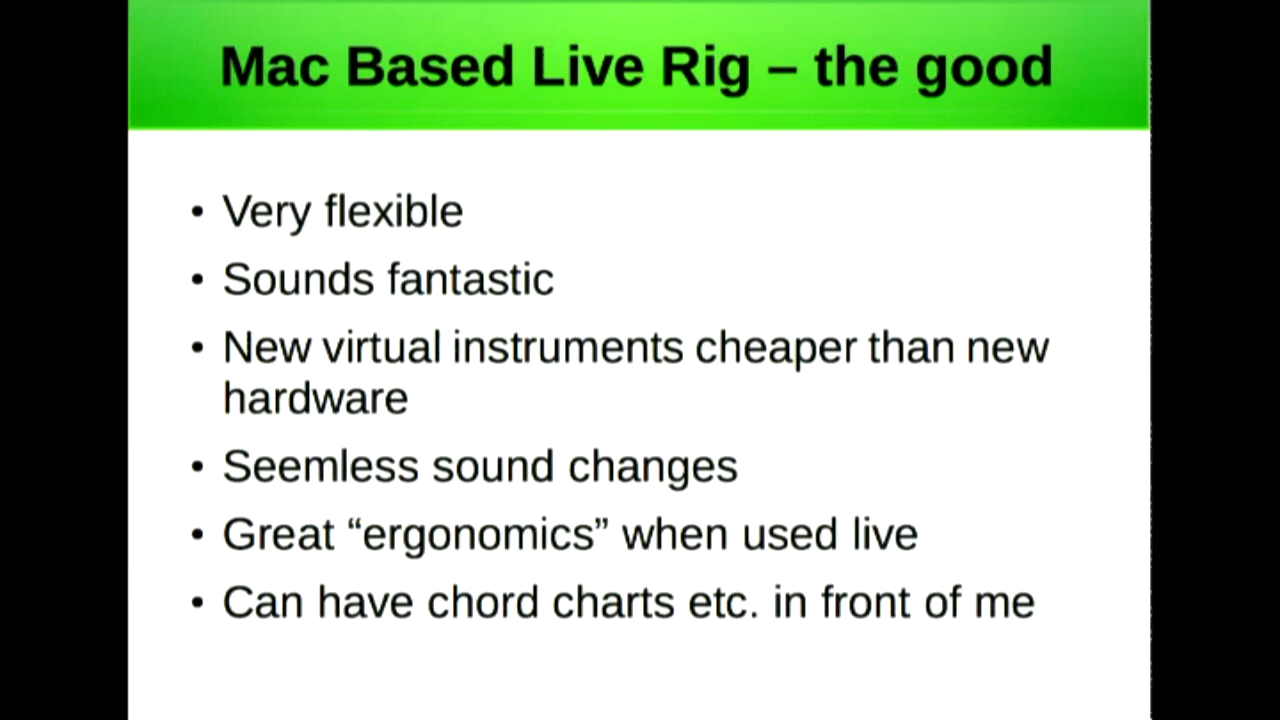 Mac Based Live Rig – the good
• Very flexible
• Sounds fantastic
• New virtual instruments cheaper than new
hardware
• Seemless sound changes
• Great “ergonomics” when used live
• Can have chord charts etc. in front of me